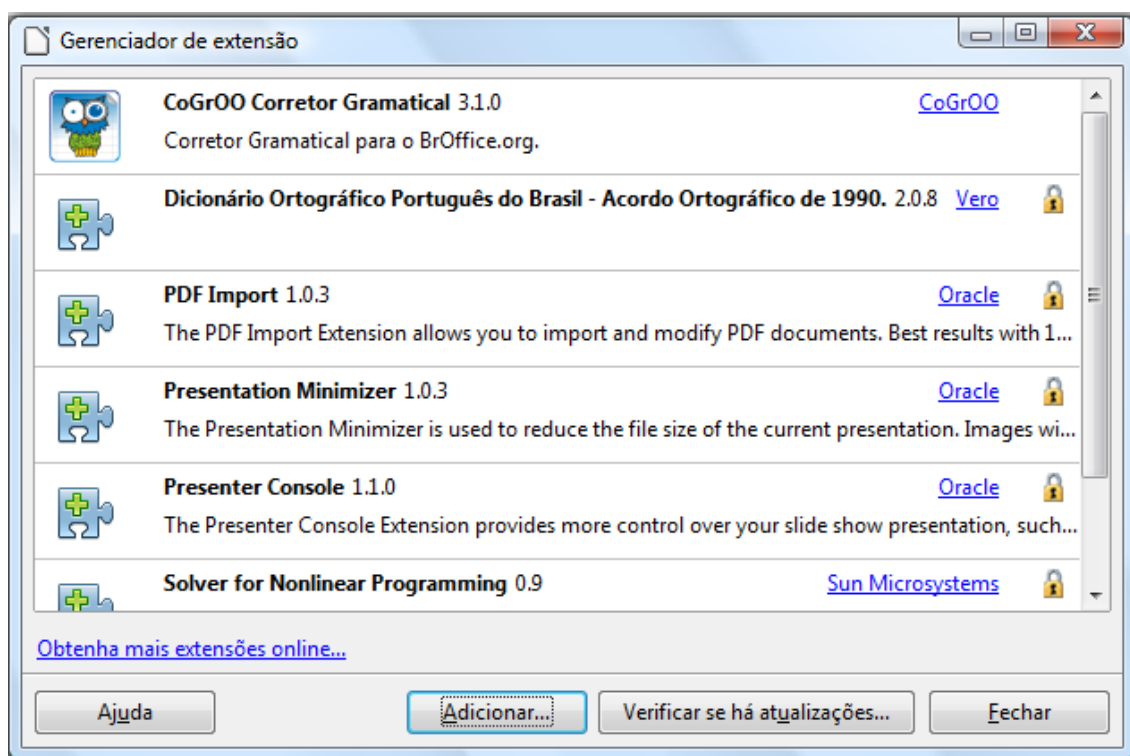 Gerenciador de extensão
CoGrOO Corretor Gramatical 3.1.0 CoGrOO
Corretor Gramatical para o BrOffice.org.
Dicionário Ortográfico Português do Brasil - Acordo Ortográfico de 1990. 2.0.8 Vero
PDF Import 1.0.3 Oracle
The PDF Import Extension allows you to import and modify PDF documents. Best results with 1...
Presentation Minimizer 1.0.3 Oracle
The Presentation Minimizer is used to reduce the file size of the current presentation. Images wi...
Presenter Console 1.1.0 Oracle
The Presenter Console Extension provides more control over your slide show presentation, such...
Solver for Nonlinear Programming 0.9 Sun Microsystems
Obtenha mais extensões online...
Ajuda Adicionar... Verificar se há atualizações... Fechar